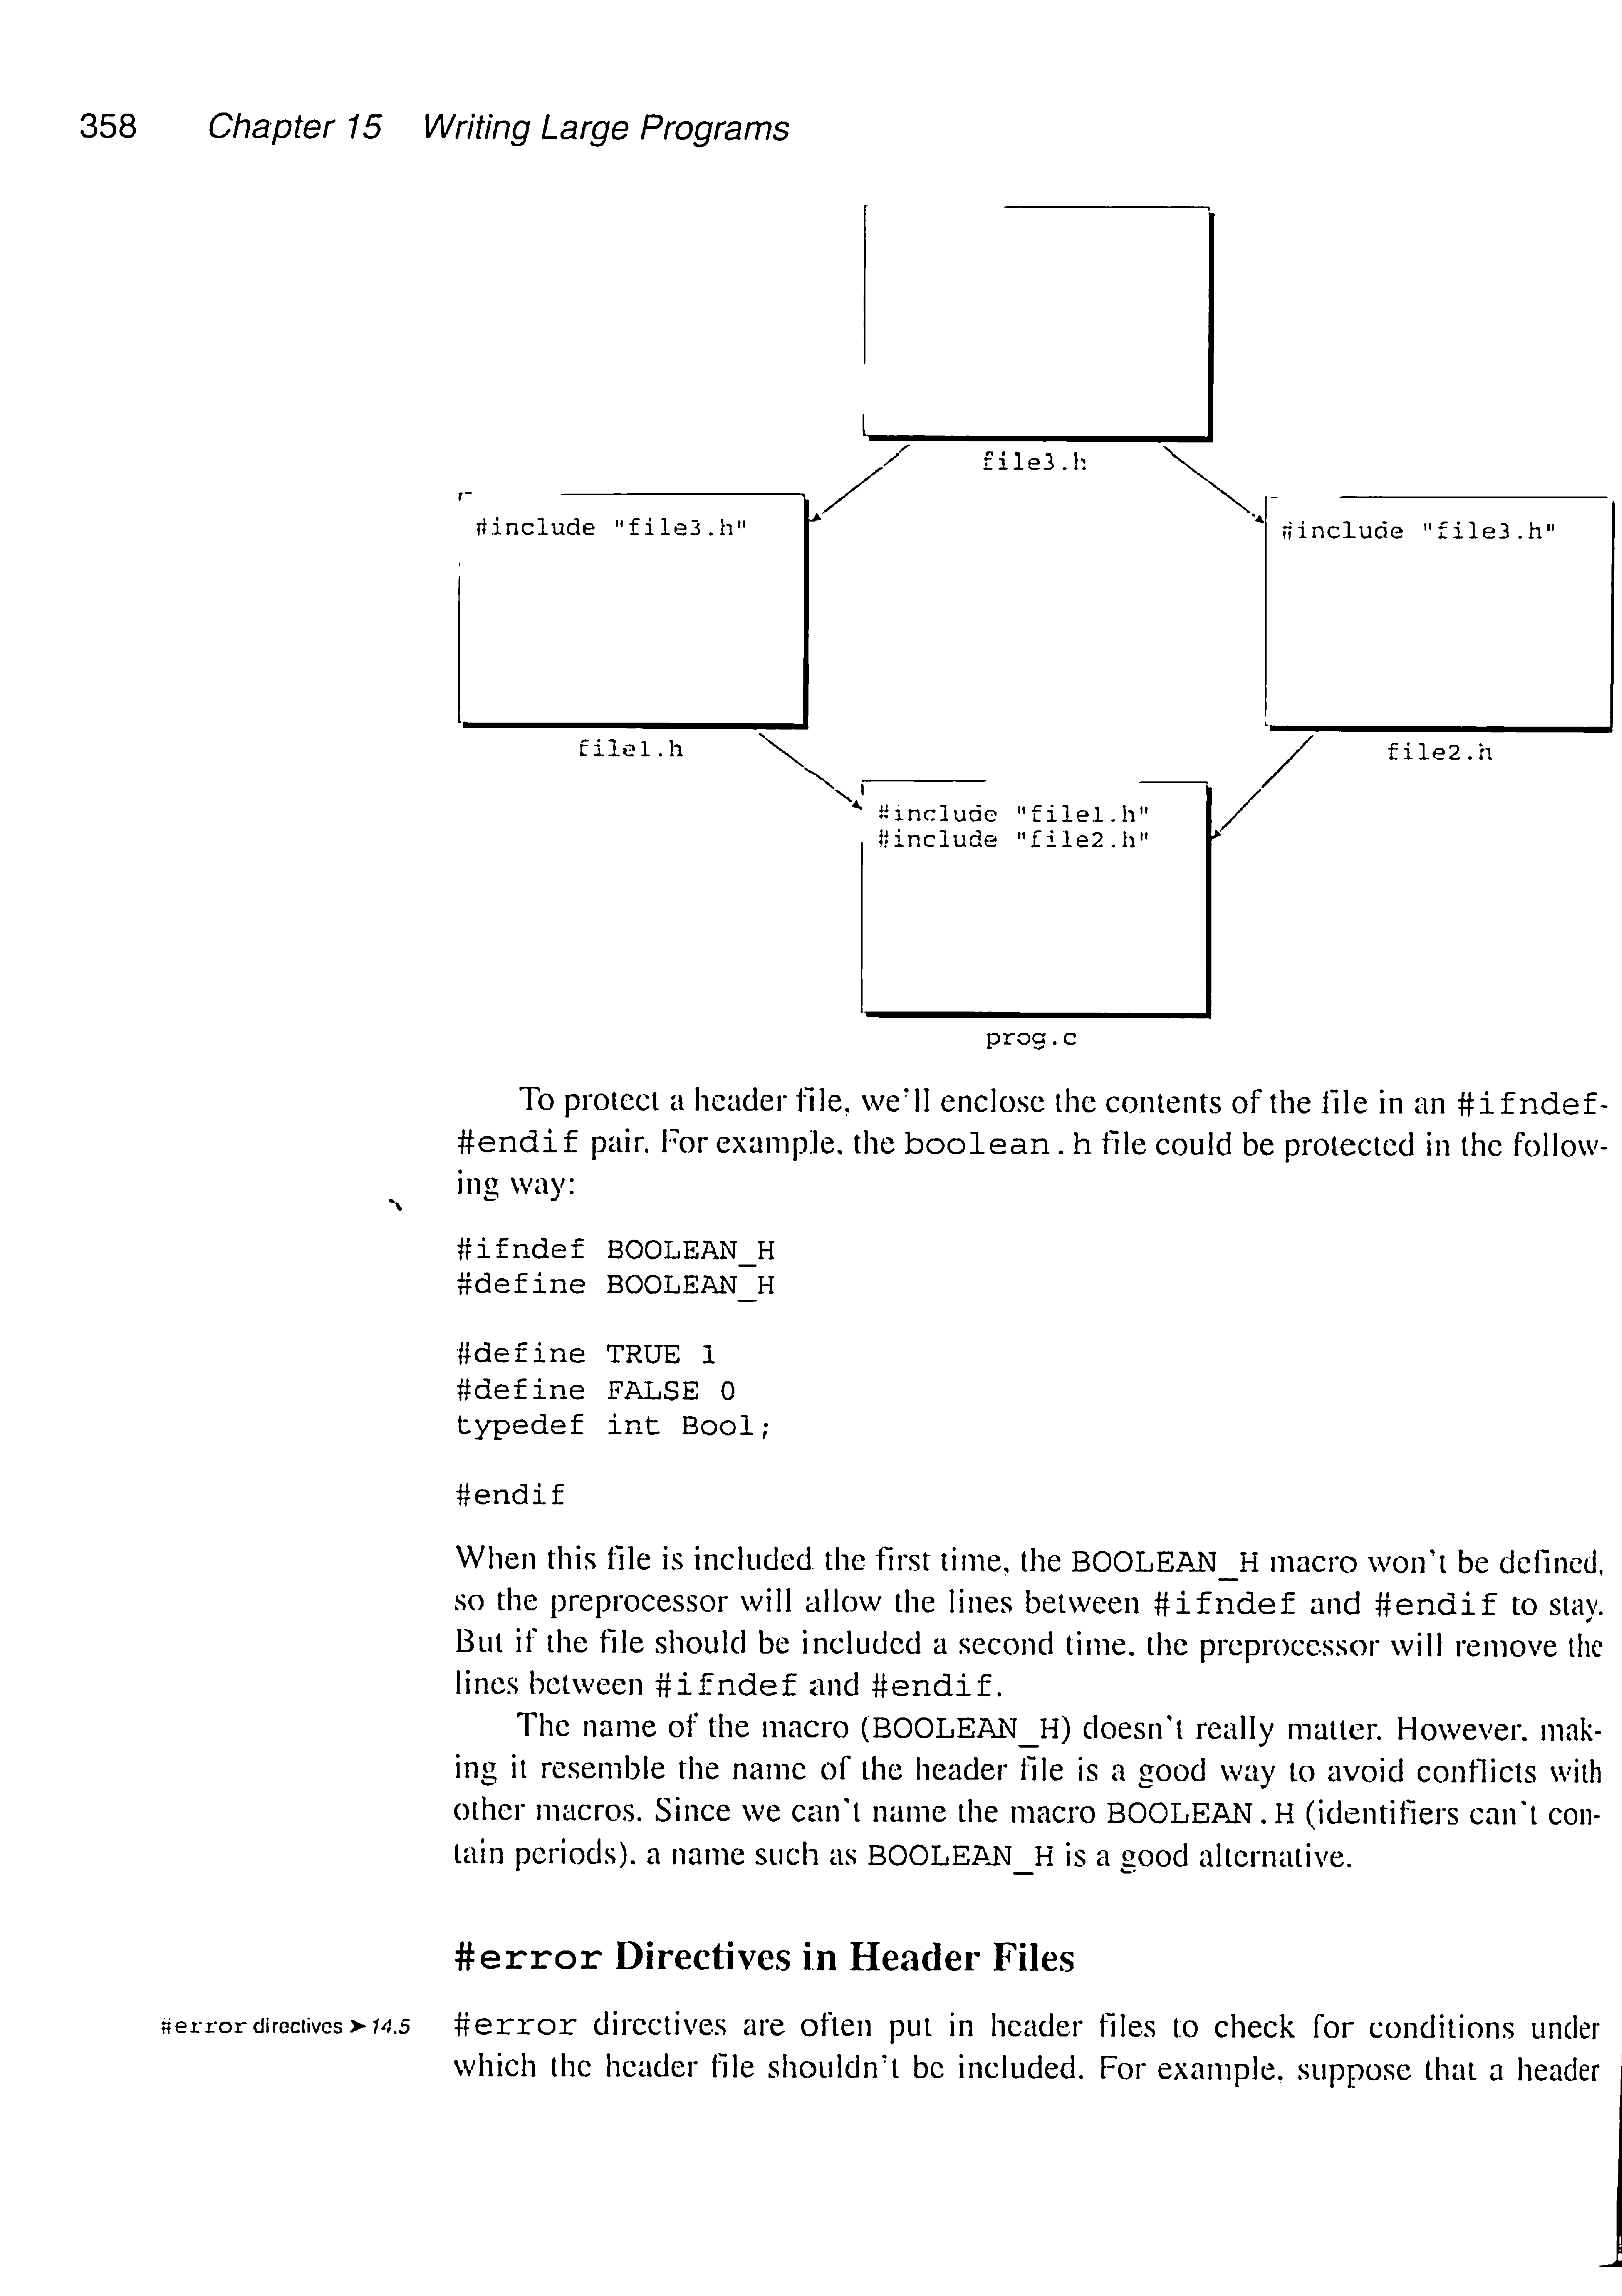 358 Chapter 15 Writing Large Programs
file3.h
#include "file3.h"
#include "file3.h"
file1.h
file2.h
#include "file1.h"
#include "file2.h"
prog.c
To protect a header file, we'll enclose the contents of the file in an #ifndef-
#endif pair. For example, the boolean.h file could be protected in the follow-
ing way:
#ifndef BOOLEAN_H
#define BOOLEAN_H
#define TRUE 1
#define FALSE 0
typedef int Bool;
#endif
When this file is included the first time, the BOOLEAN_H macro won't be defined,
so the preprocessor will allow the lines between #ifndef and #endif to stay.
But if the file should be included a second time, the preprocessor will remove the
lines between #ifndef and #endif.
The name of the macro (BOOLEAN_H) doesn't really matter. However, mak-
ing it resemble the name of the header file is a good way to avoid conflicts with
other macros. Since we can't name the macro BOOLEAN.H (identifiers can't con-
tain periods), a name such as BOOLEAN_H is a good alternative.
#error Directives in Header Files
#error directives ➤ 14.5
#error directives are often put in header files to check for conditions under
which the header file shouldn't be included. For example, suppose that a header